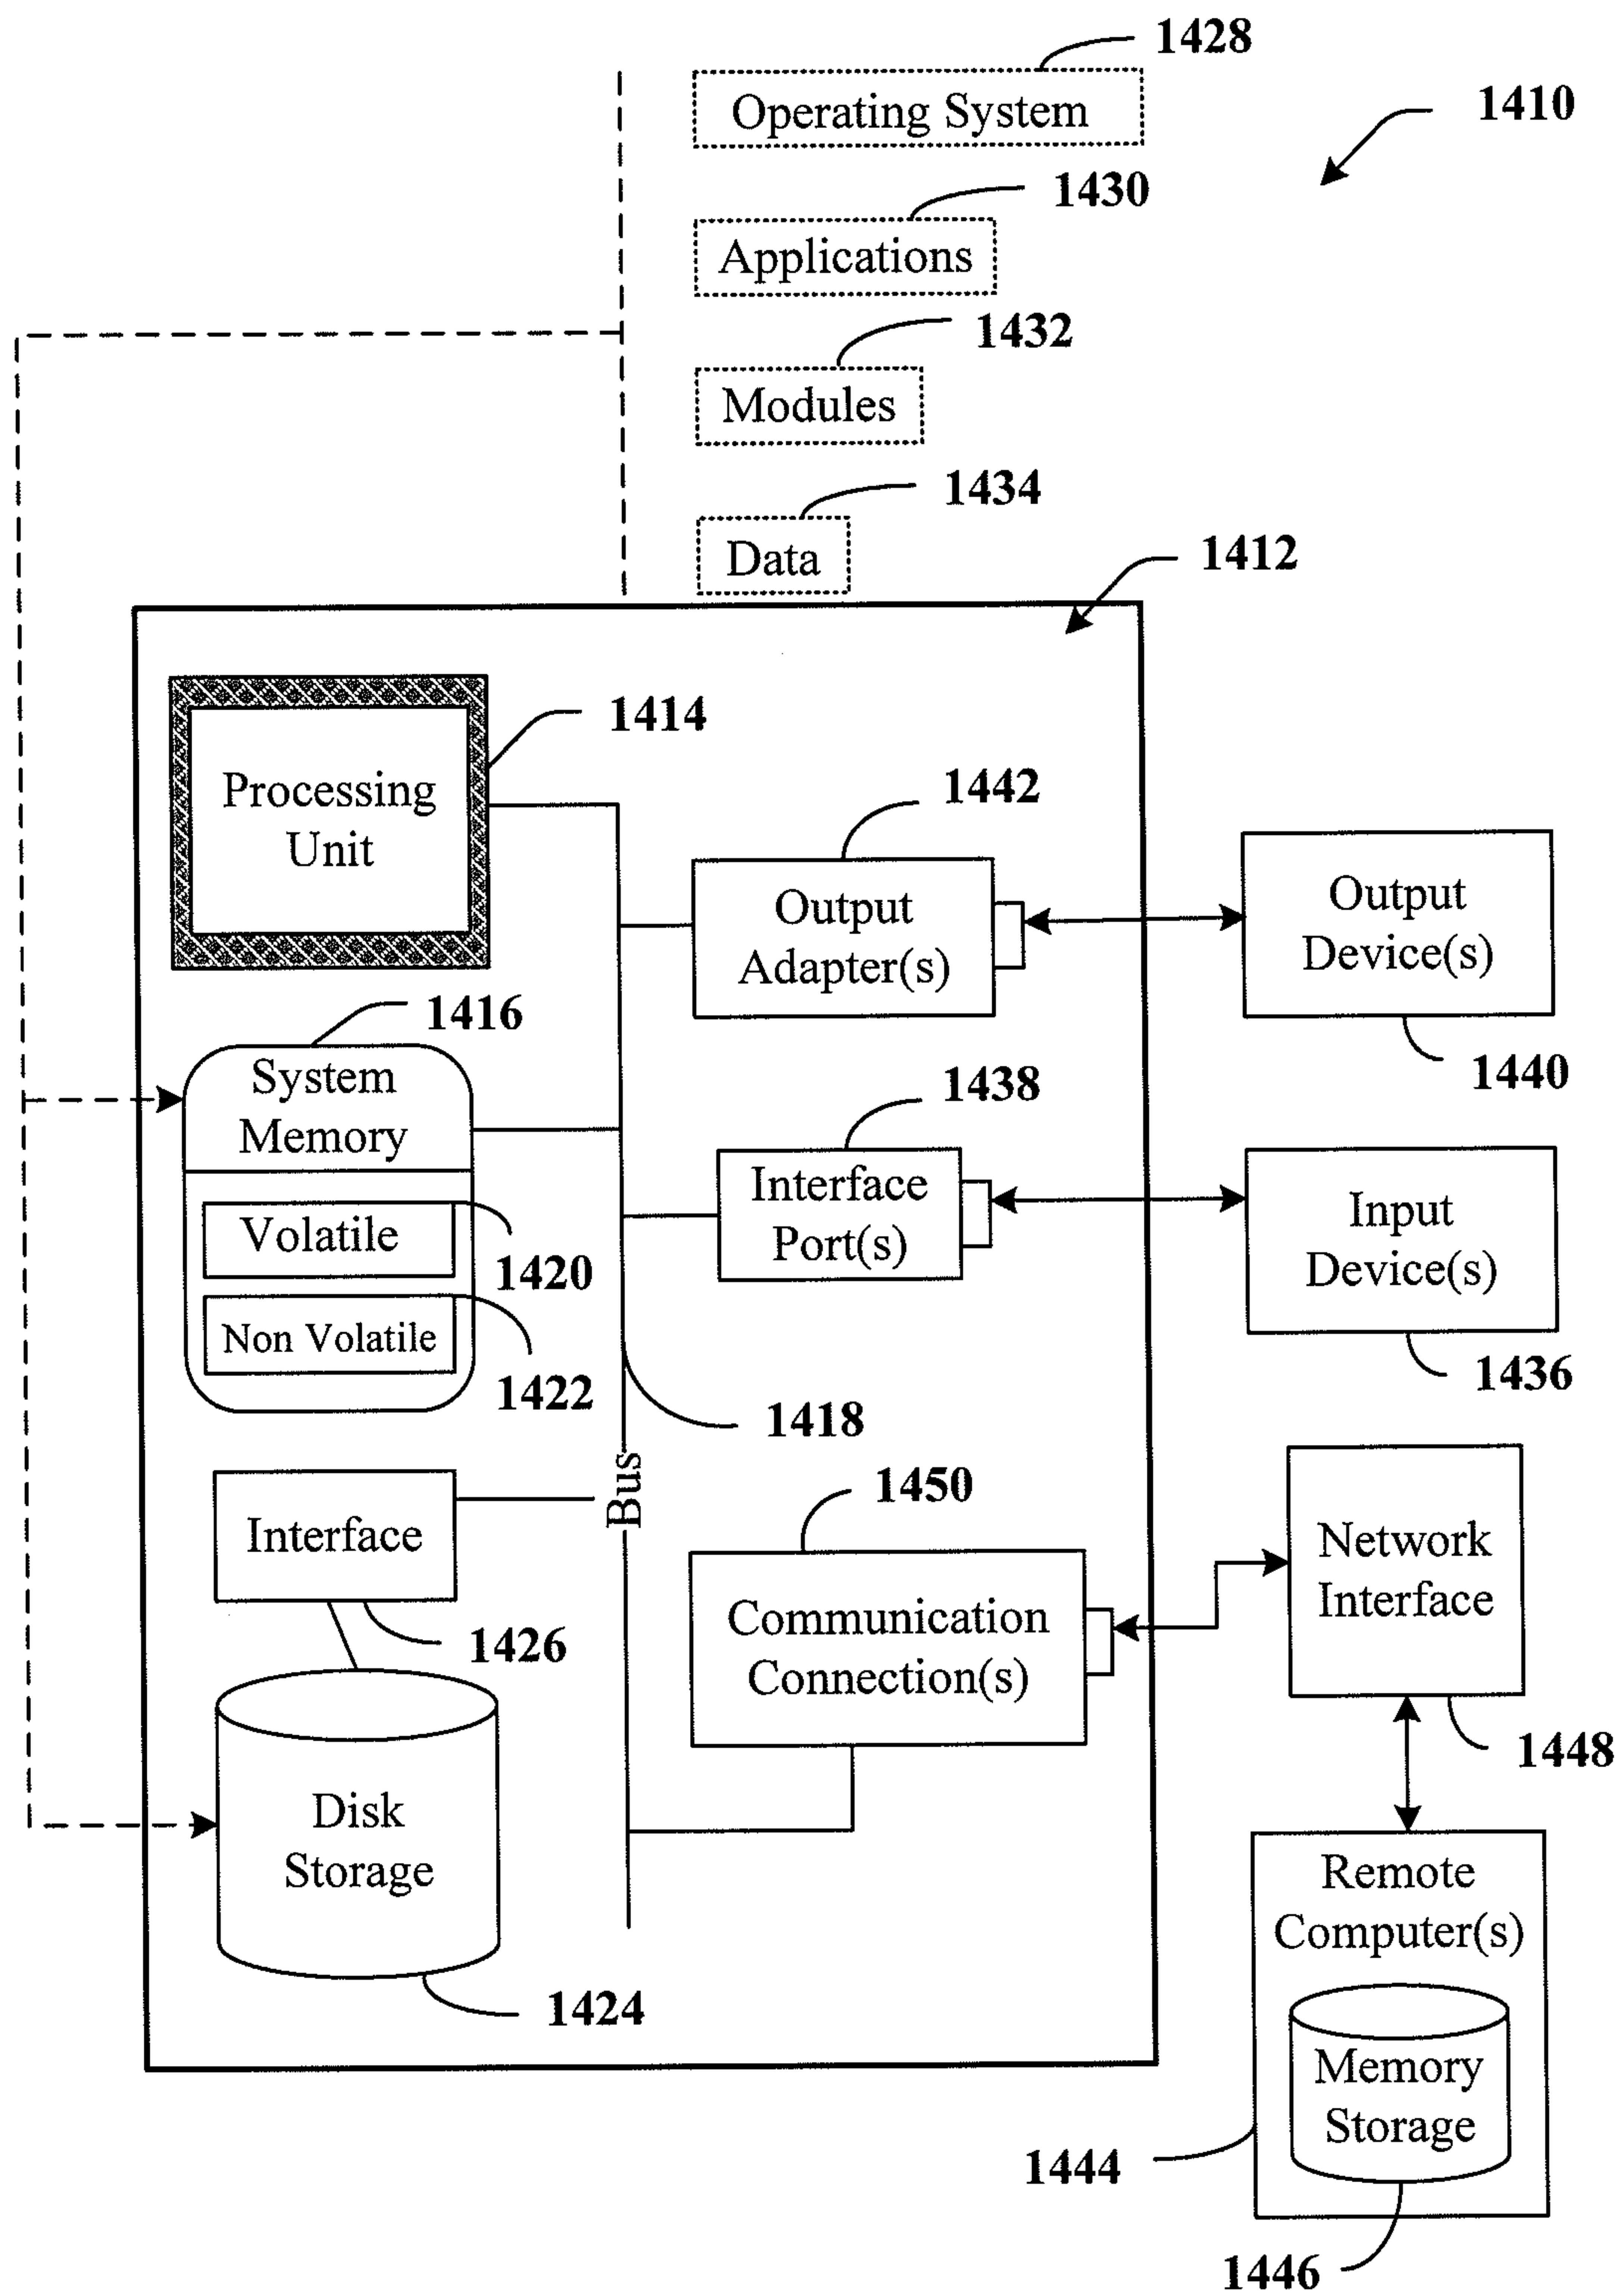 1428
Operating System
1410
1430
Applications
1432
Modules
1434
Data
1412
1414
Processing
Unit
1442
Output
Adapter(s)
Output
Device(s)
1440
1416
System
Memory
1438
Interface
Port(s)
Input
Device(s)
1436
Volatile
1420
Non Volatile
1422
1418
Bus
1450
Interface
1426
Communication
Connection(s)
Network
Interface
1448
Disk
Storage
1424
Remote
Computer(s)
Memory
Storage
1444
1446